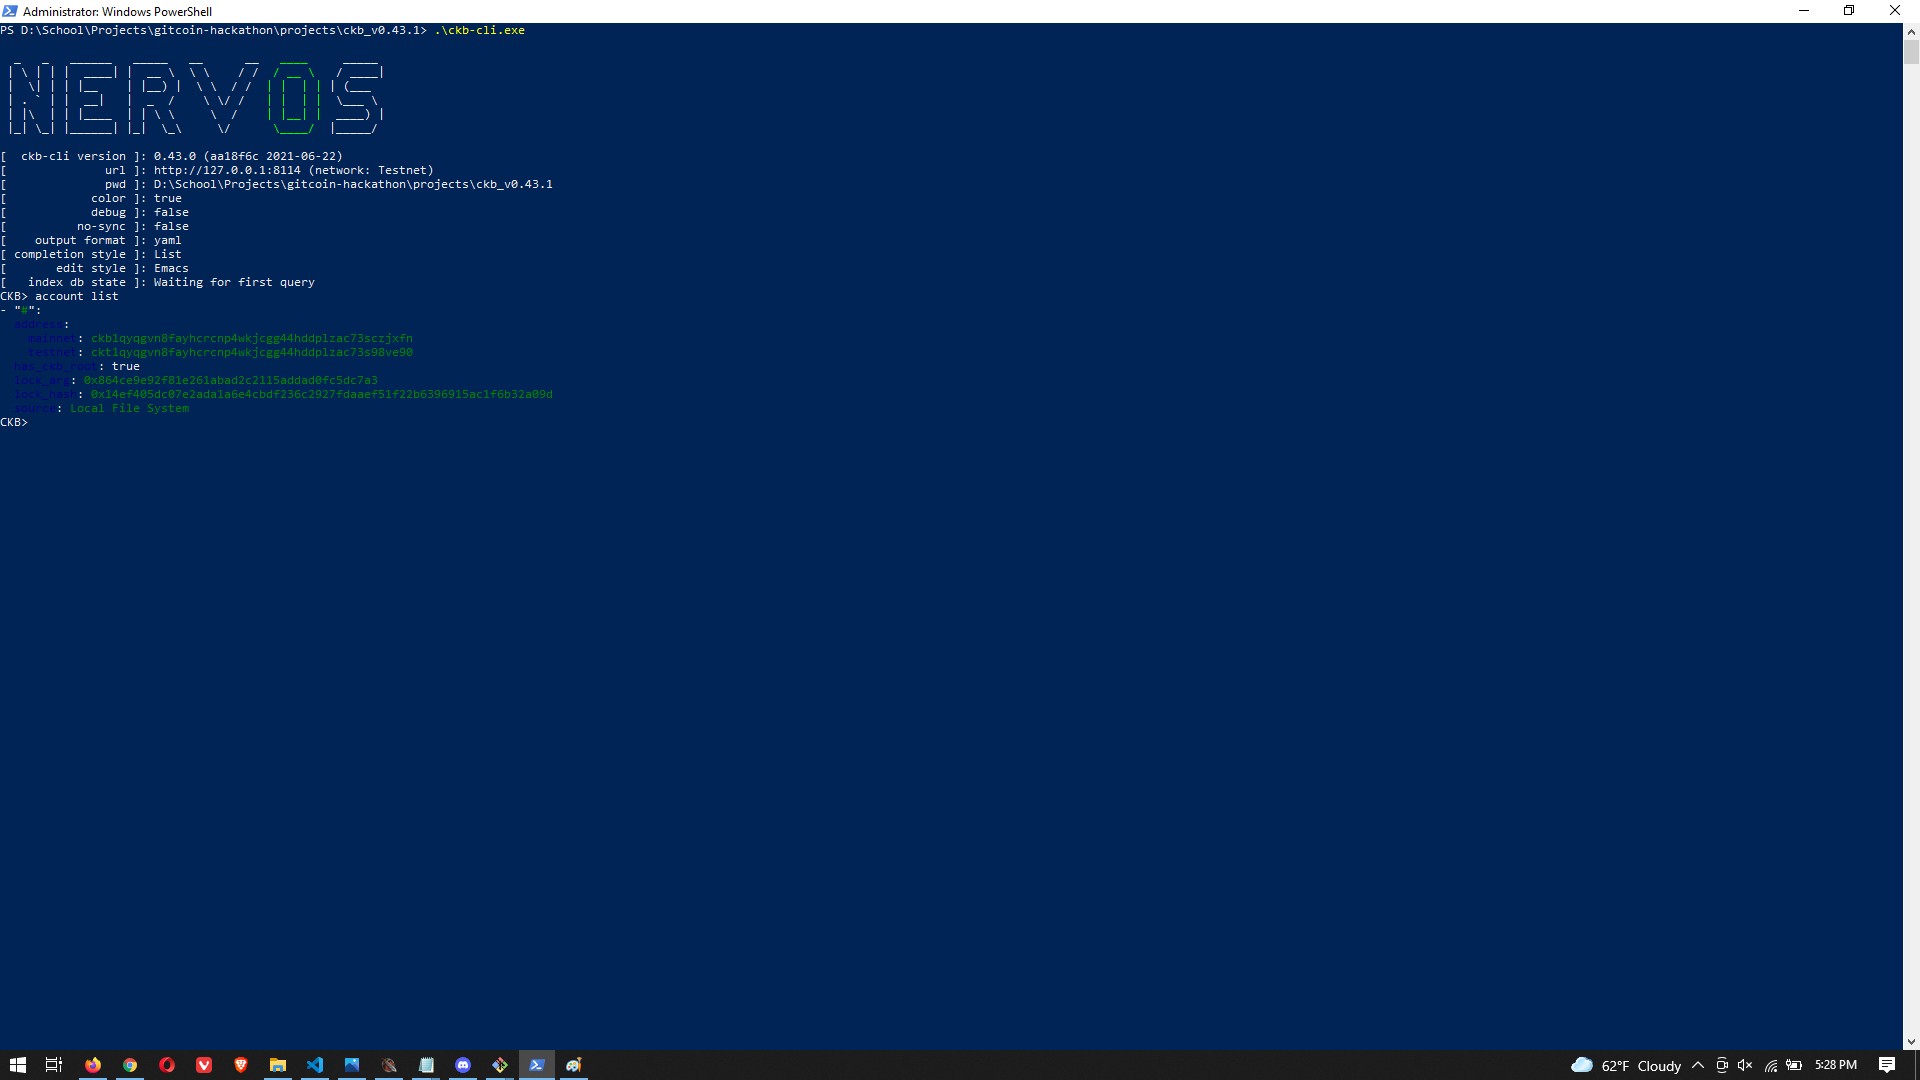 Administrator: Windows PowerShell
PS D:\School\Projects\gitcoin-hackathon\projects\ckb_v0.43.1> .\ckb-cli.exe
NERVOS
[  ckb-cli version ]: 0.43.0 (aa18f6c 2021-06-22)
[              url ]: http://127.0.0.1:8114 (network: Testnet)
[              pwd ]: D:\School\Projects\gitcoin-hackathon\projects\ckb_v0.43.1
[            color ]: true
[            debug ]: false
[          no-sync ]: false
[    output format ]: yaml
[ completion style ]: List
[       edit style ]: Emacs
[   index db state ]: Waiting for first query
CKB> account list
- "#":
  address:
    mainnet: ckb1qyqgvn8fayhcrcnp4wkjcgg44hddplzac73sczjxfn
    testnet: ckt1qyqgvn8fayhcrcnp4wkjcgg44hddplzac73s98ve90
  has_ckb_root: true
  lock_arg: 0x864ce9e92f81e261abad2c2115addad0fc5dc7a3
  lock_hash: 0x14ef405dc07e2ada1a6e4cbdf236c2927fdaaef51f22b6396915ac1f6b32a09d
  source: Local File System
CKB>
62°F Cloudy 5:28 PM